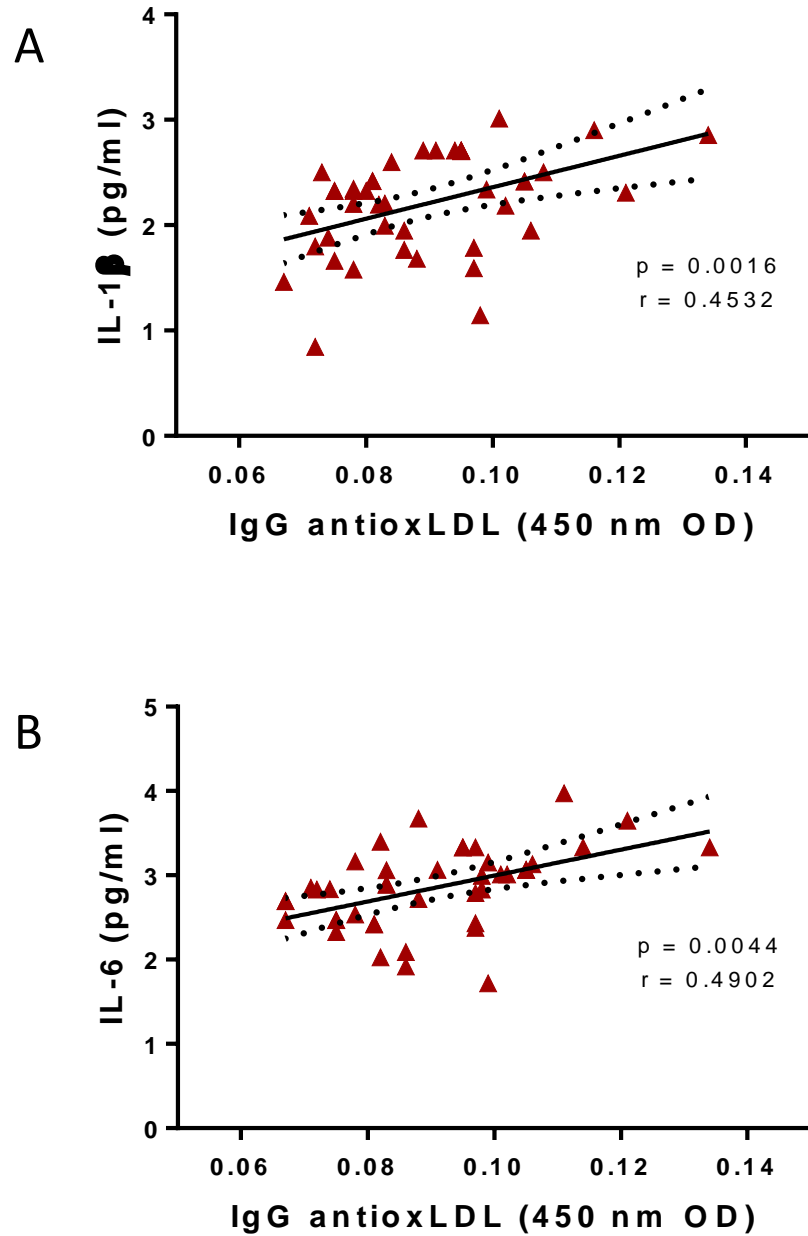 A
4
3
2
1
0
IL-1β (pg/ml)
p = 0.0016
r = 0.4532
0.06 0.08 0.10 0.12 0.14
IgG antioxLDL (450 nm OD)
B
5
4
3
2
1
0
IL-6 (pg/ml)
p = 0.0044
r = 0.4902
0.06 0.08 0.10 0.12 0.14
IgG antioxLDL (450 nm OD)